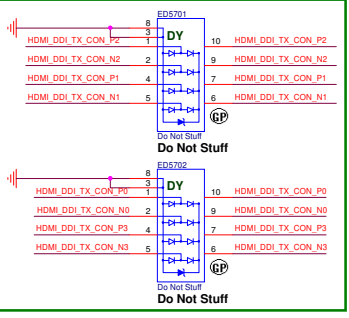 ED5701
8
3
DY
HDMI_DDI_TX_CON_P2 1 10 HDMI_DDI_TX_CON_P2
HDMI_DDI_TX_CON_N2 2 9 HDMI_DDI_TX_CON_N2
HDMI_DDI_TX_CON_P1 4 7 HDMI_DDI_TX_CON_P1
HDMI_DDI_TX_CON_N1 5 6 HDMI_DDI_TX_CON_N1
GP
Do Not Stuff
Do Not Stuff
ED5702
8
3
DY
HDMI_DDI_TX_CON_P0 1 10 HDMI_DDI_TX_CON_P0
HDMI_DDI_TX_CON_N0 2 9 HDMI_DDI_TX_CON_N0
HDMI_DDI_TX_CON_P3 4 7 HDMI_DDI_TX_CON_P3
HDMI_DDI_TX_CON_N3 5 6 HDMI_DDI_TX_CON_N3
GP
Do Not Stuff
Do Not Stuff